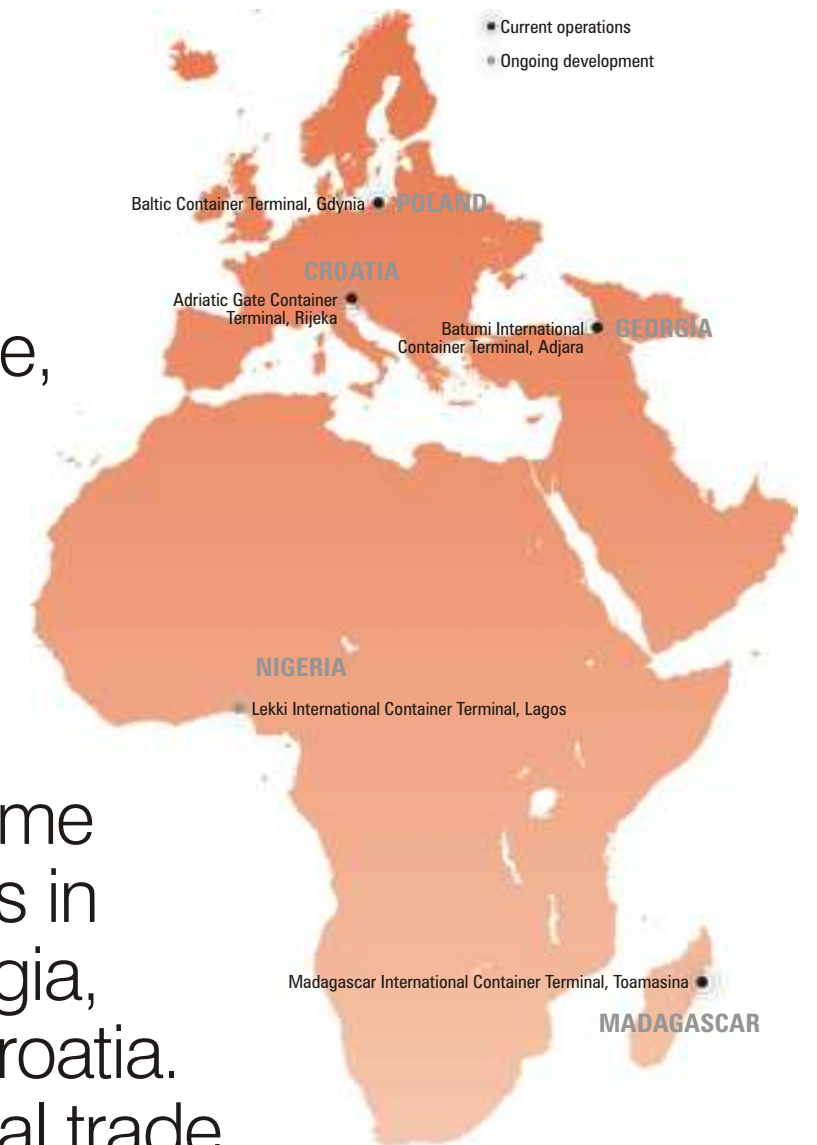 Current operations
Ongoing development
Baltic Container Terminal, Gdynia
POLAND
CROATIA
Adriatic Gate Container
Terminal, Rijeka
Batumi International
Container Terminal, Adjara
GEORGIA
e,
NIGERIA
Lekki International Container Terminal, Lagos
me
s in
gia,
roatia.
al trade
Madagascar International Container Terminal, Toamasina
MADAGASCAR